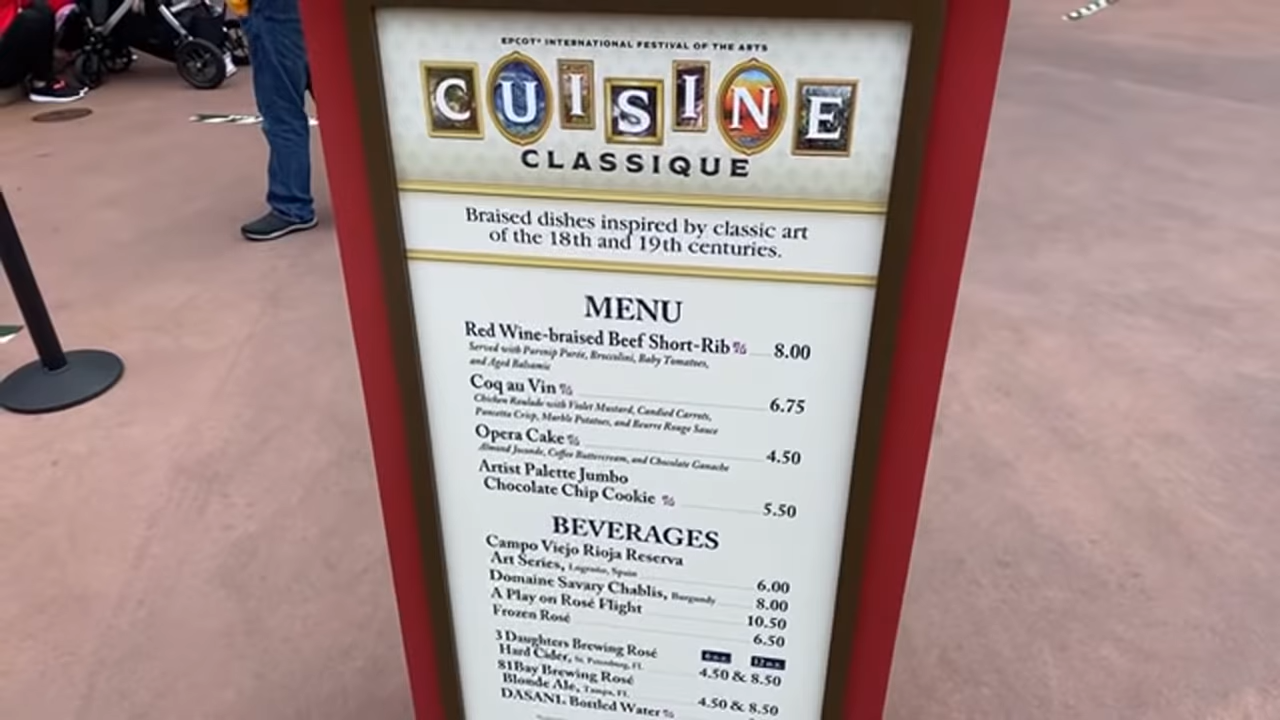 EPCOT® INTERNATIONAL FESTIVAL OF THE ARTS
CUISINE
CLASSIQUE
Braised dishes inspired by classic art
of the 18th and 19th centuries.
MENU
Red Wine-braised Beef Short-Rib 8.00
Served with Parsnip Purée, Broccolini, Baby Tomatoes,
and Aged Balsamic
Coq au Vin 6.75
Chicken Roulade with Violet Mustard, Candied Carrots,
Pancetta Crisp, Marble Potatoes, and Beurre Rouge Sauce
Opera Cake 4.50
Almond Joconde, Coffee Buttercream, and Chocolate Ganache
Artist Palette Jumbo
Chocolate Chip Cookie 5.50
BEVERAGES
Campo Viejo Rioja Reserva
Art Series, Logroño, Spain 6.00
Domaine Savary Chablis, Burgundy 8.00
A Play on Rosé Flight 10.50
Frozen Rosé 6.50
3 Daughters Brewing Rosé 6 oz. 12 oz.
Hard Cider, St. Petersburg, FL 4.50 & 8.50
81Bay Brewing Rosé
Blonde Ale, Tampa, FL 4.50 & 8.50
DASANI® Bottled Water